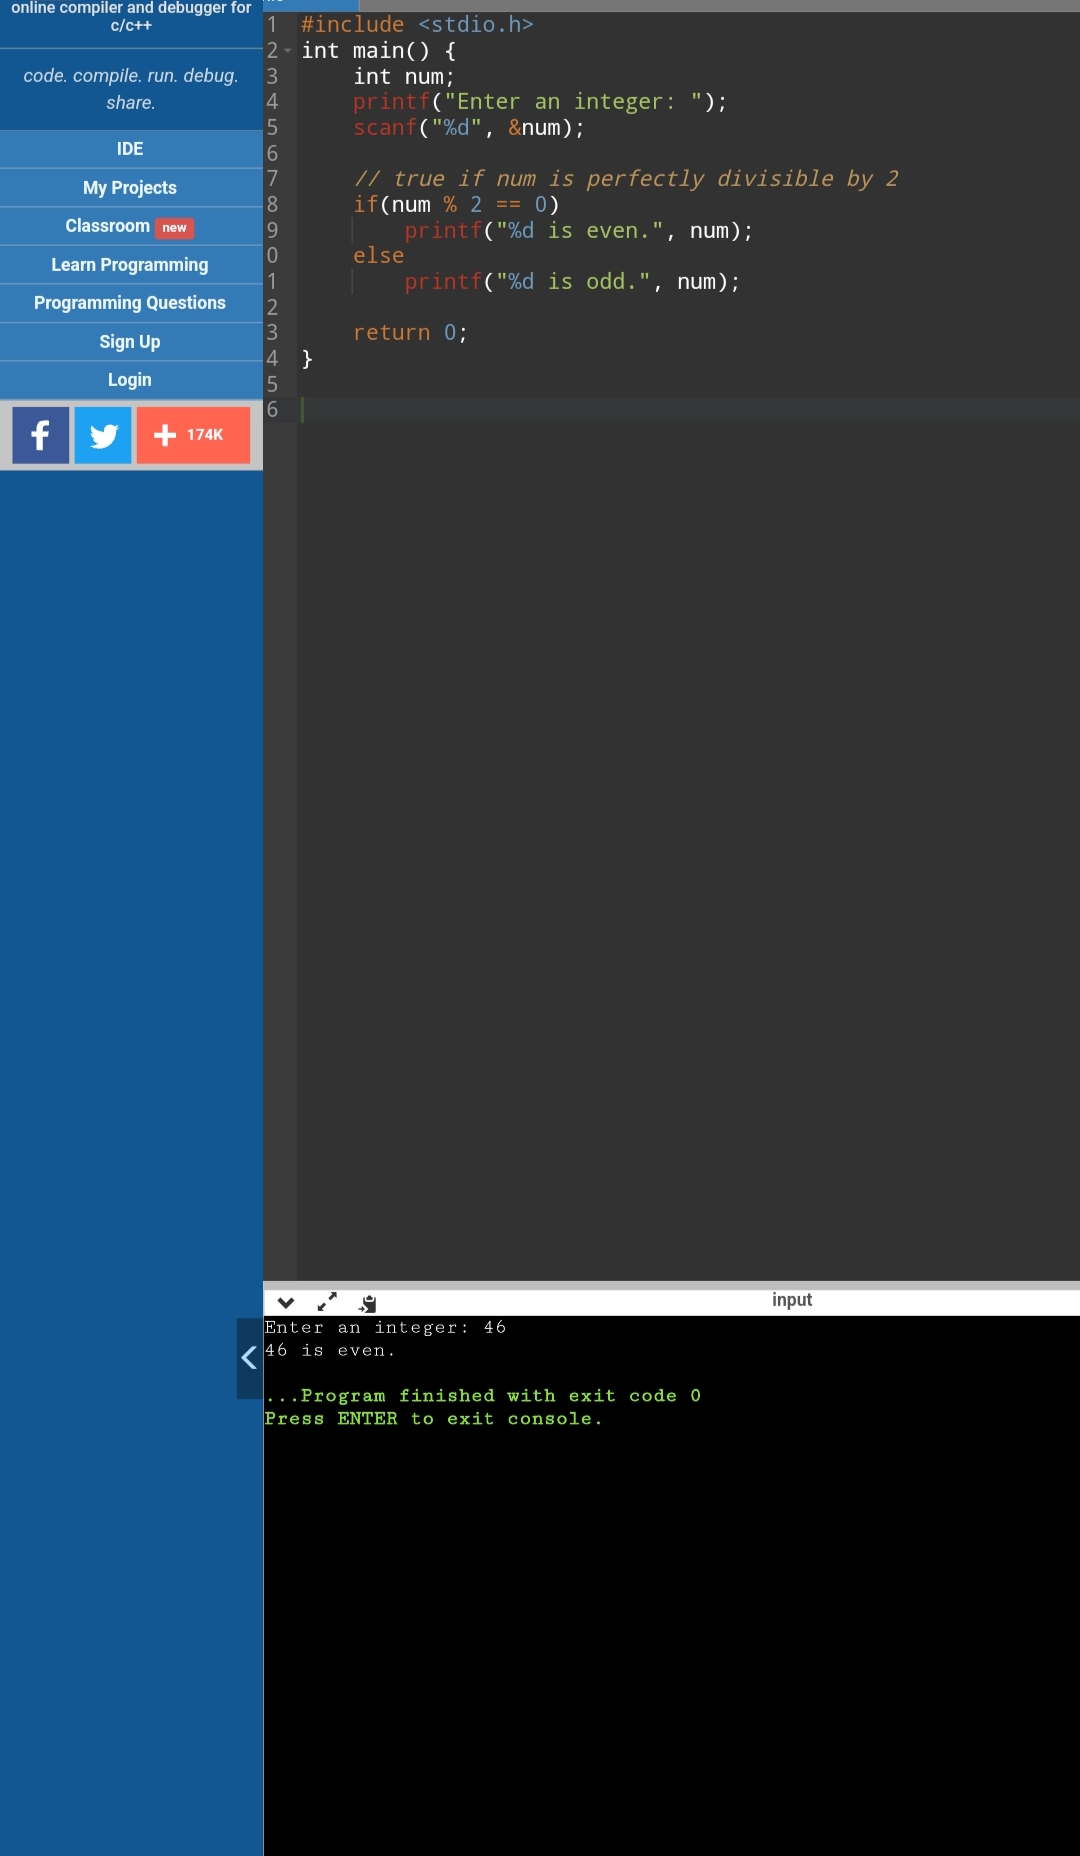 online compiler and debugger for
c/c++
code. compile. run. debug.
share.
IDE
My Projects
Classroom new
Learn Programming
Programming Questions
Sign Up
Login
174K
1 #include <stdio.h>
2 int main() {
3     int num;
4     printf("Enter an integer: ");
5     scanf("%d", &num);
6
7     // true if num is perfectly divisible by 2
8     if(num % 2 == 0)
9         printf("%d is even.", num);
0     else
1         printf("%d is odd.", num);
2
3     return 0;
4 }
5
6
input
Enter an integer: 46
46 is even.
...Program finished with exit code 0
Press ENTER to exit console.